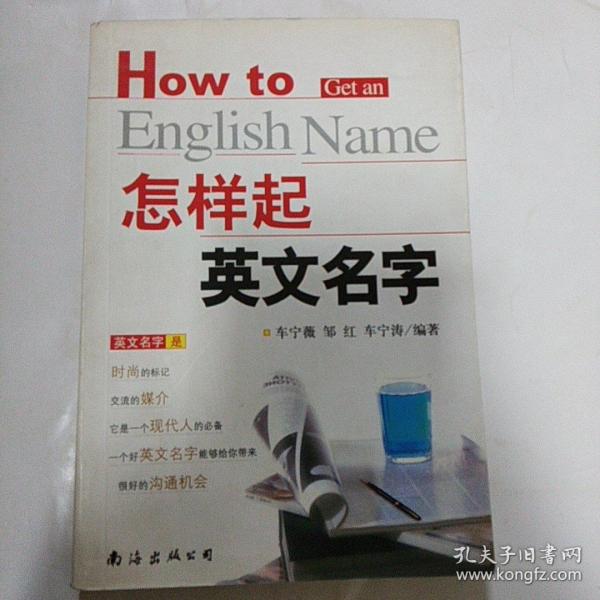 How to Get an
English Name
怎样起
英文名字
车宁薇 邹 红 车宁涛/编著
英文名字 是
时尚的标记
交流的媒介
它是一个现代人的必备
一个好英文名字能够给你带来
很好的沟通机会
南海出版公司
孔夫子旧书网
www.kongfz.com